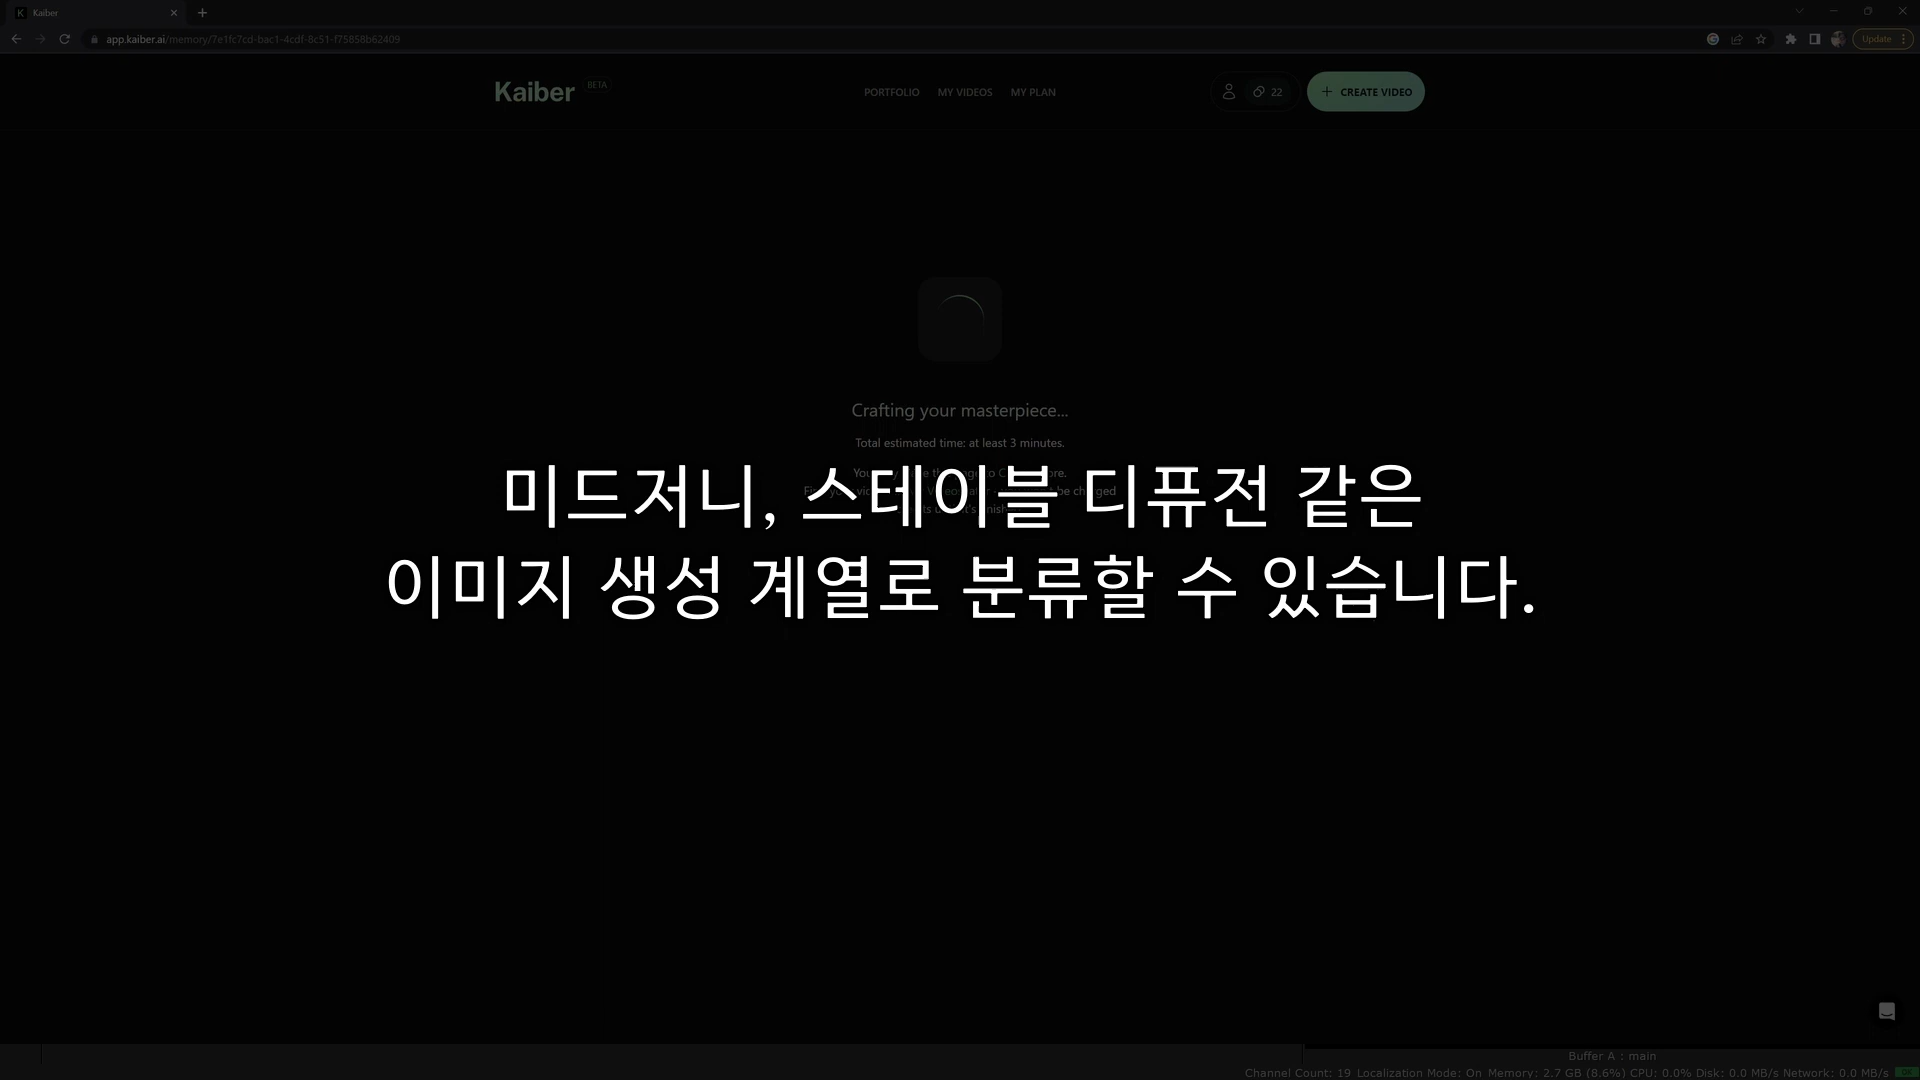 Kaiber
app.kaiber.ai/memory/7e1fc7cd-bac1-4cdf-8c51-f75858b62409
Update
Kaiber BETA
PORTFOLIO MY VIDEOS MY PLAN
22
+ CREATE VIDEO
Crafting your masterpiece...
Total estimated time: at least 3 minutes.
미드저니, 스테이블 디퓨전 같은
이미지 생성 계열로 분류할 수 있습니다.
Buffer A : main
Channel Count: 19 Localization Mode: On Memory: 2.7 GB (8.6%) CPU: 0.0% Disk: 0.0 MB/s Network: 0.0 MB/s